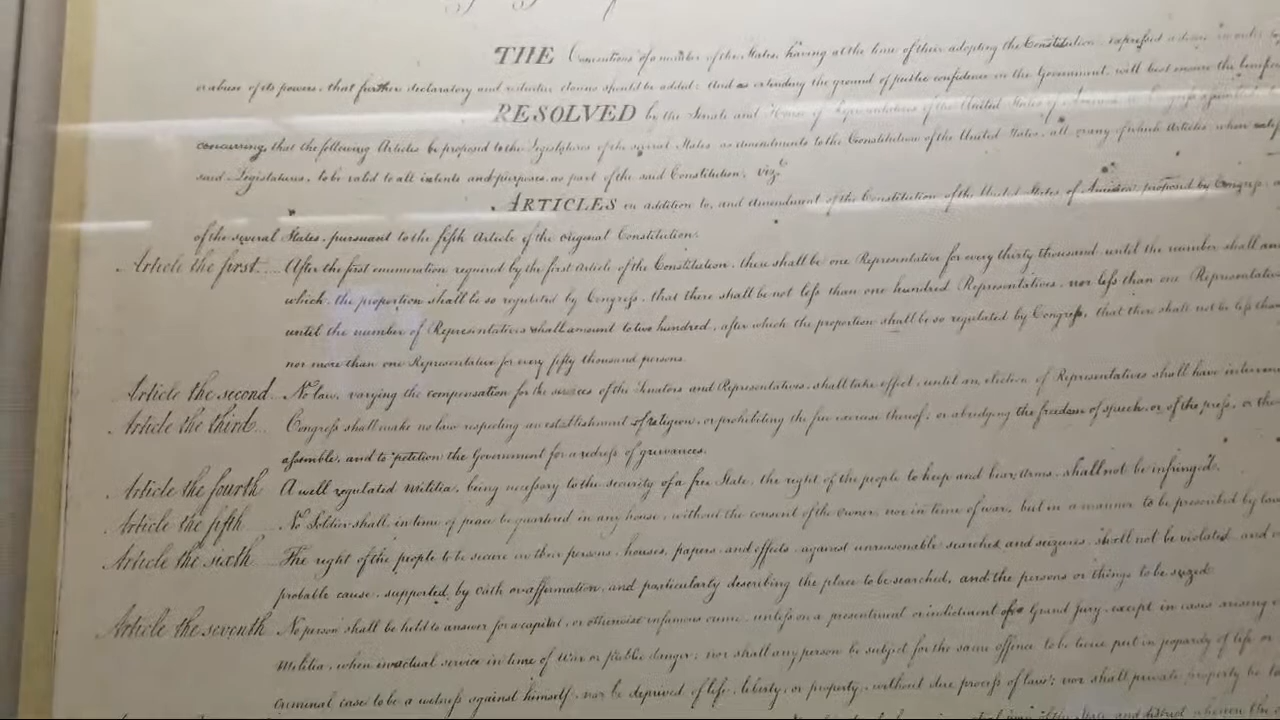 THE Conventions of a number of the States, having at the time of their adopting the Constitution, expressed a desire in order to
or abuse of its powers, that further declaratory and restrictive clauses should be added: And as extending the ground of public confidence in the Government, will best ensure the benefic
RESOLVED by the Senate and House of Representatives of the United States of America in Congress
concurring, that the following Articles be proposed to the Legislatures of the several States, as amendments to the Constitution of the United States, all or any of which Articles, when
said Legislatures, to be valid to all intents and purposes, as part of the said Constitution; vizt
ARTICLES in addition to, and Amendment of the Constitution of the United States of America, proposed by Congress,
of the several States, pursuant to the fifth Article of the original Constitution.
Article the first.... After the first enumeration required by the first Article of the Constitution, there shall be one Representative for every thirty thousand, until the number shall am
which, the proportion shall be so regulated by Congress, that there shall be not less than one hundred Representatives, nor less than one Representative
until the number of Representatives shall amount to two hundred, after which the proportion shall be so regulated by Congress, that there shall not be less than
nor more than one Representative for every fifty thousand persons.
Article the second... No law, varying the compensation for the services of the Senators and Representatives, shall take effect, until an election of Representatives shall have interven
Article the third... Congress shall make no law respecting an establishment of religion, or prohibiting the free exercise thereof; or abridging the freedom of speech, or of the press, or the
assemble, and to petition the Government for a redress of grievances.
Article the fourth.. A well regulated Militia, being necessary to the security of a free State, the right of the people to keep and bear Arms, shall not be infringed.
Article the fifth.. No Soldier shall, in time of peace be quartered in any house, without the consent of the Owner, nor in time of war, but in a manner to be prescribed by law
Article the sixth... The right of the people to be secure in their persons, houses, papers, and effects, against unreasonable searches and seizures, shall not be violated, and
probable cause, supported by Oath or affirmation, and particularly describing the place to be searched, and the persons or things to be seized.
Article the seventh.. No person shall be held to answer for a capital, or otherwise infamous crime, unless on a presentment or indictment of a Grand Jury, except in cases arising
Militia, when in actual service in time of War or public danger; nor shall any person be subject for the same offence to be twice put in jeopardy of life or
criminal case to be a witness against himself, nor be deprived of life, liberty, or property, without due process of law; nor shall private property be
of the State and district wherein the